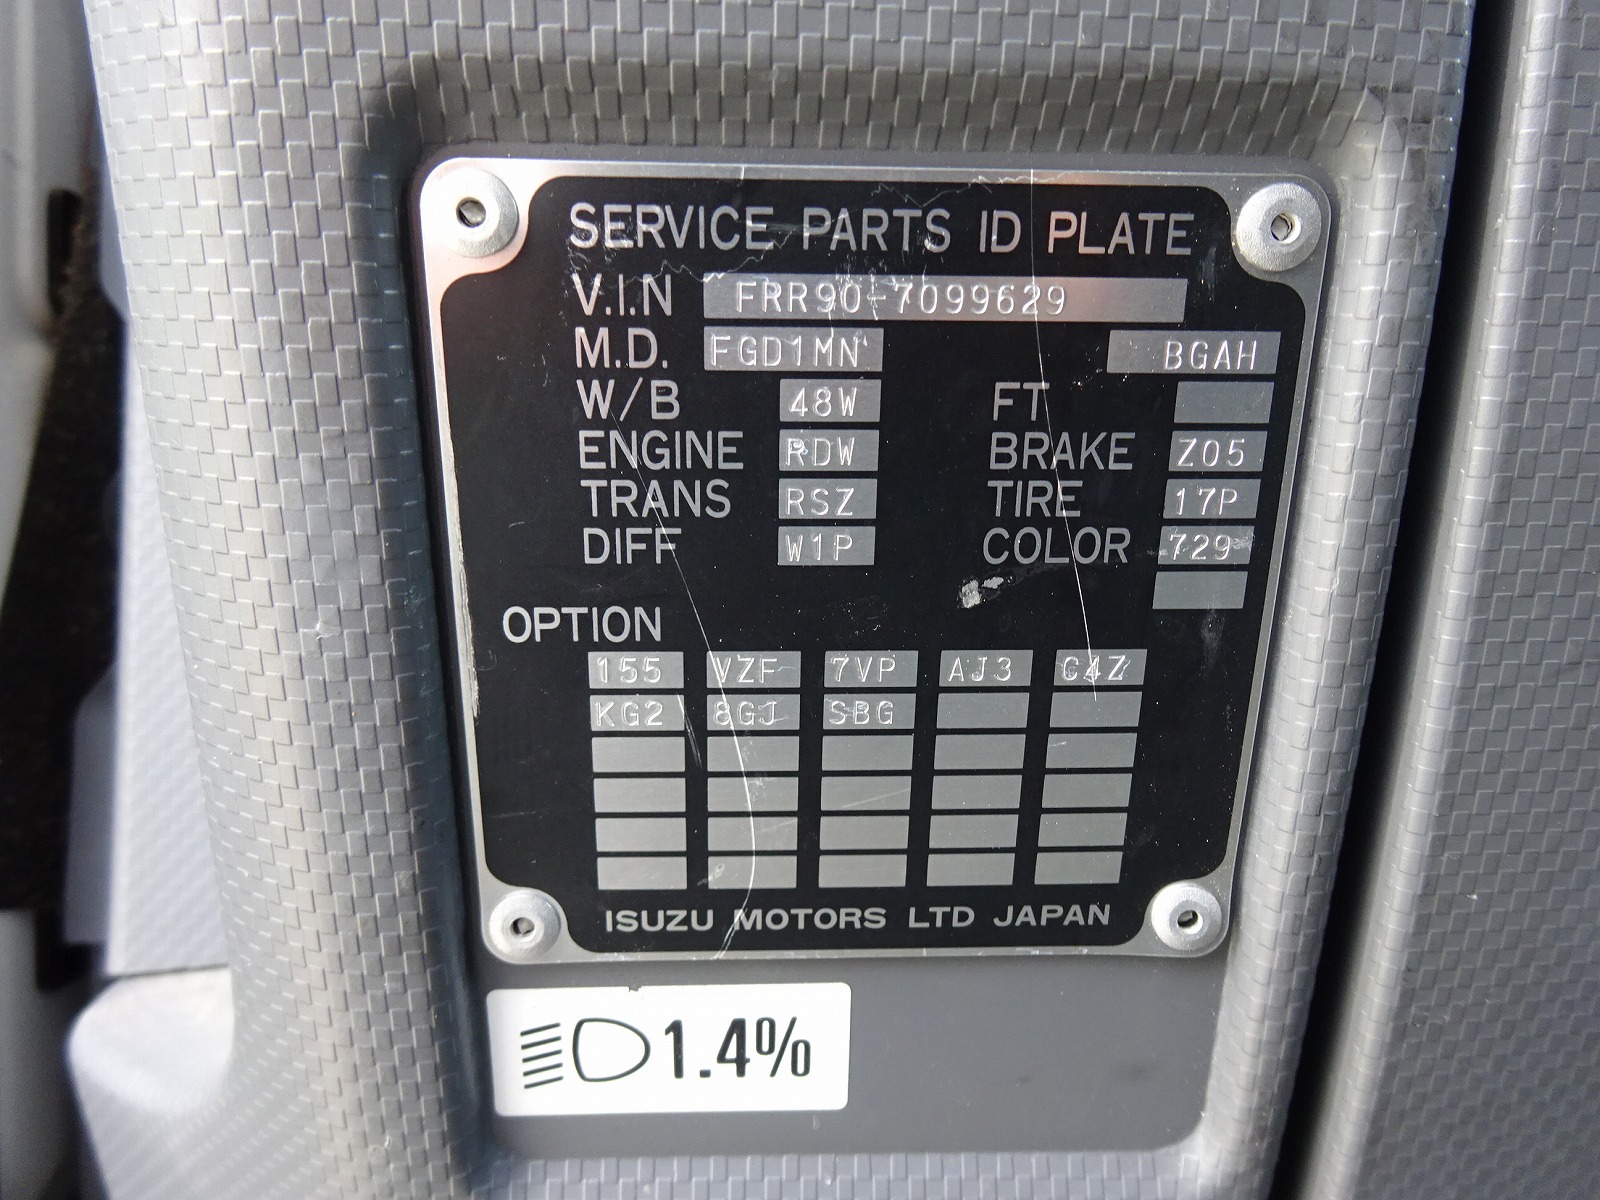 SERVICE PARTS ID PLATE
V.I.N FRR90-7099629
M.D. FGD1MN BGAH
W/B 48W FT
ENGINE RDW BRAKE Z05
TRANS RSZ TIRE 17P
DIFF W1P COLOR 729
OPTION
155 VZF 7VP AJ3 C4Z
KG2 8GJ SBG
ISUZU MOTORS LTD JAPAN
1.4%